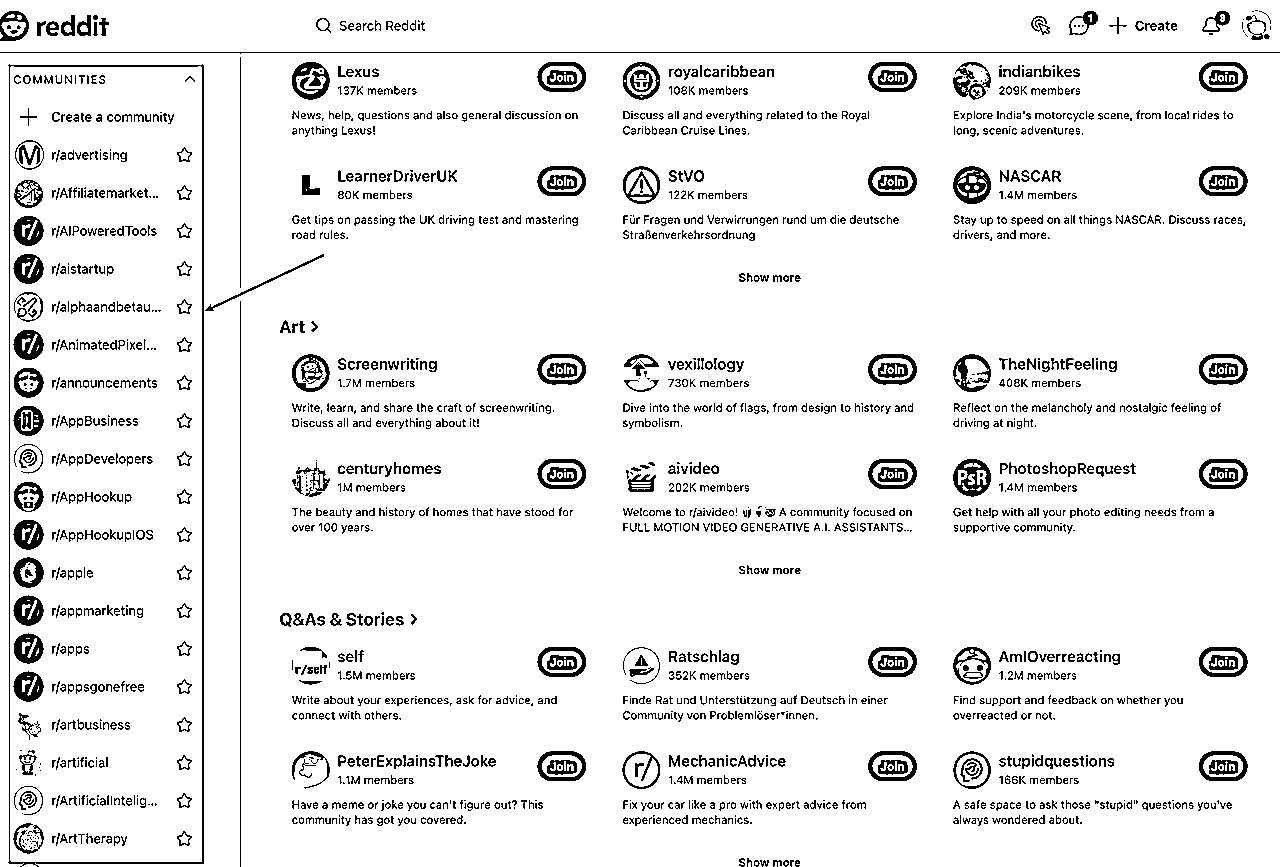 reddit
Search Reddit
1
Create
9
COMMUNITIES
Create a community
r/advertising
r/Affiliatemarket...
r/AIPoweredTools
r/aistartup
r/alphaandbetau...
r/AnimatedPixel...
r/announcements
r/AppBusiness
r/AppDevelopers
r/AppHookup
r/AppHookupIOS
r/apple
r/appmarketing
r/apps
r/appsgonefree
r/artbusiness
r/artificial
r/ArtificialIntelig...
r/ArtTherapy
Lexus
137K members
Join
News, help, questions and also general discussion on
anything Lexus!
royalcaribbean
108K members
Join
Discuss all and everything related to the Royal
Caribbean Cruise Lines.
indianbikes
209K members
Join
Explore India's motorcycle scene, from local rides to
long, scenic adventures.
LearnerDriverUK
80K members
Join
Get tips on passing the UK driving test and mastering
road rules.
StVO
122K members
Join
Für Fragen und Verwirrungen rund um die deutsche
Straßenverkehrsordnung
NASCAR
1.4M members
Join
Stay up to speed on all things NASCAR. Discuss races,
drivers, and more.
Show more
Art
Screenwriting
1.7M members
Join
Write, learn, and share the craft of screenwriting.
Discuss all and everything about it!
vexillology
730K members
Join
Dive into the world of flags, from design to history and
symbolism.
TheNightFeeling
408K members
Join
Reflect on the melancholy and nostalgic feeling of
driving at night.
centuryhomes
1M members
Join
The beauty and history of homes that have stood for
over 100 years.
aivideo
202K members
Join
Welcome to r/aivideo! A community focused on
FULL MOTION VIDEO GENERATIVE A.I. ASSISTANTS...
PsR
PhotoshopRequest
1.4M members
Join
Get help with all your photo editing needs from a
supportive community.
Show more
Q&As & Stories
r/self
self
1.5M members
Join
Write about your experiences, ask for advice, and
connect with others.
Ratschlag
352K members
Join
Finde Rat und Unterstützung auf Deutsch in einer
Community von Problemlöser*innen.
AmIOverreacting
1.2M members
Join
Find support and feedback on whether you
overreacted or not.
PeterExplainsTheJoke
1.1M members
Join
Have a meme or joke you can't figure out? This
community has got you covered.
r/
MechanicAdvice
1.4M members
Join
Fix your car like a pro with expert advice from
experienced mechanics.
stupidquestions
166K members
Join
A safe space to ask those "stupid" questions you've
always wondered about.
Show more